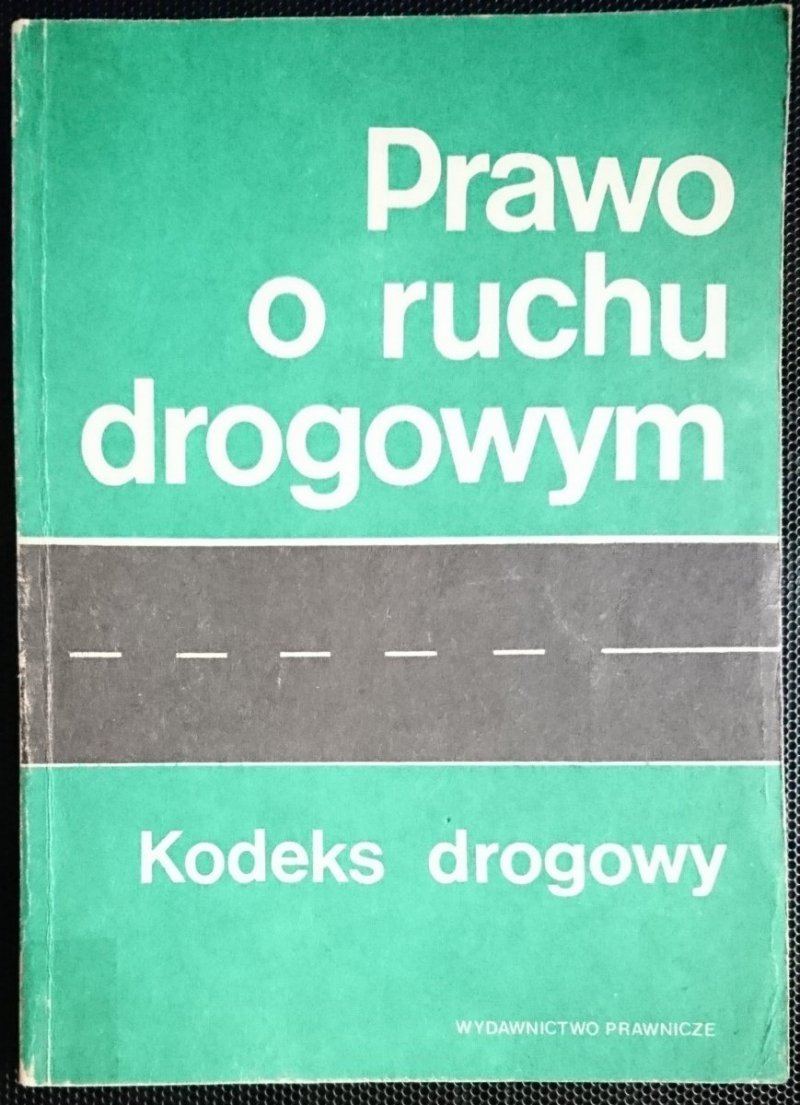 Prawo
o ruchu
drogowym
Kodeks drogowy
WYDAWNICTWO PRAWNICZE